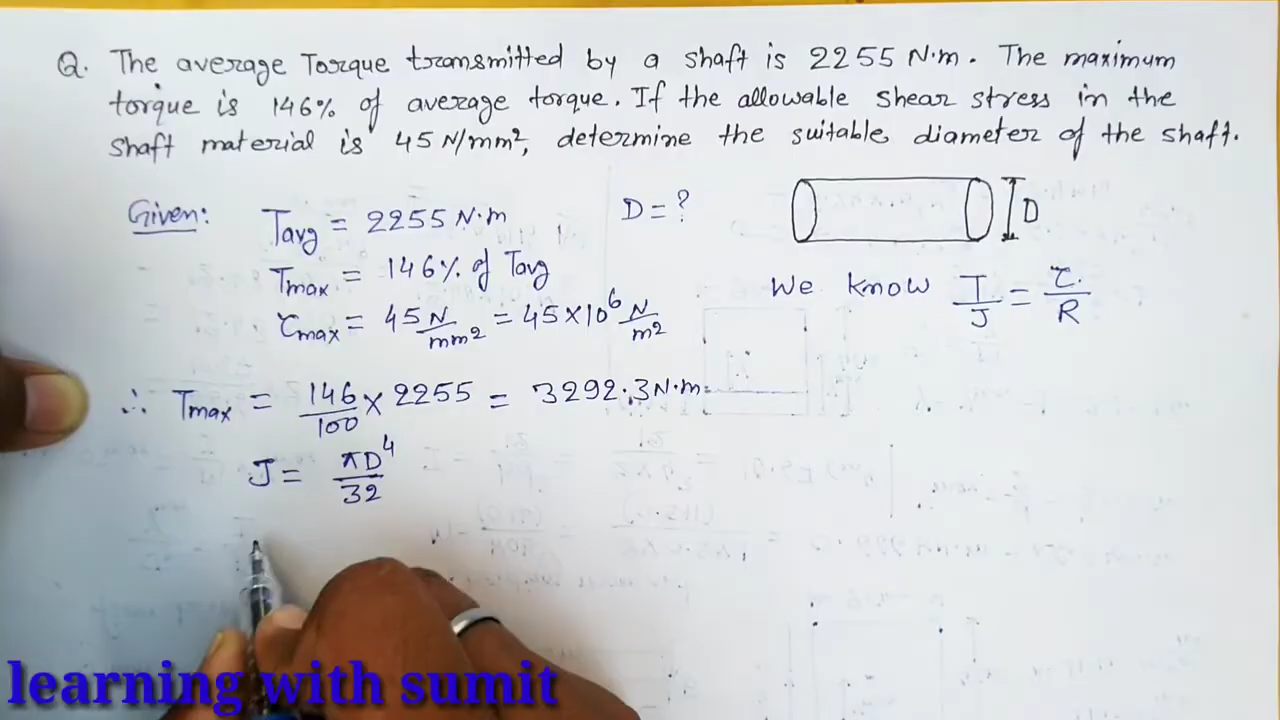 Q. The average Torque transmitted by a shaft is 2255 N·m. The maximum
torque is 146% of average torque. If the allowable shear stress in the
shaft material is 45 N/mm², determine the suitable diameter of the shaft.
Given:
Tavg = 2255 N·m
D = ?
D
Tmax = 146% of Tavg
We know T/J = τ/R
τmax = 45 N/mm² = 45 × 10⁶ N/m²
∴ Tmax = 146/100 × 2255 = 3292.3 N·m.
J = πD⁴/32
learning with sumit